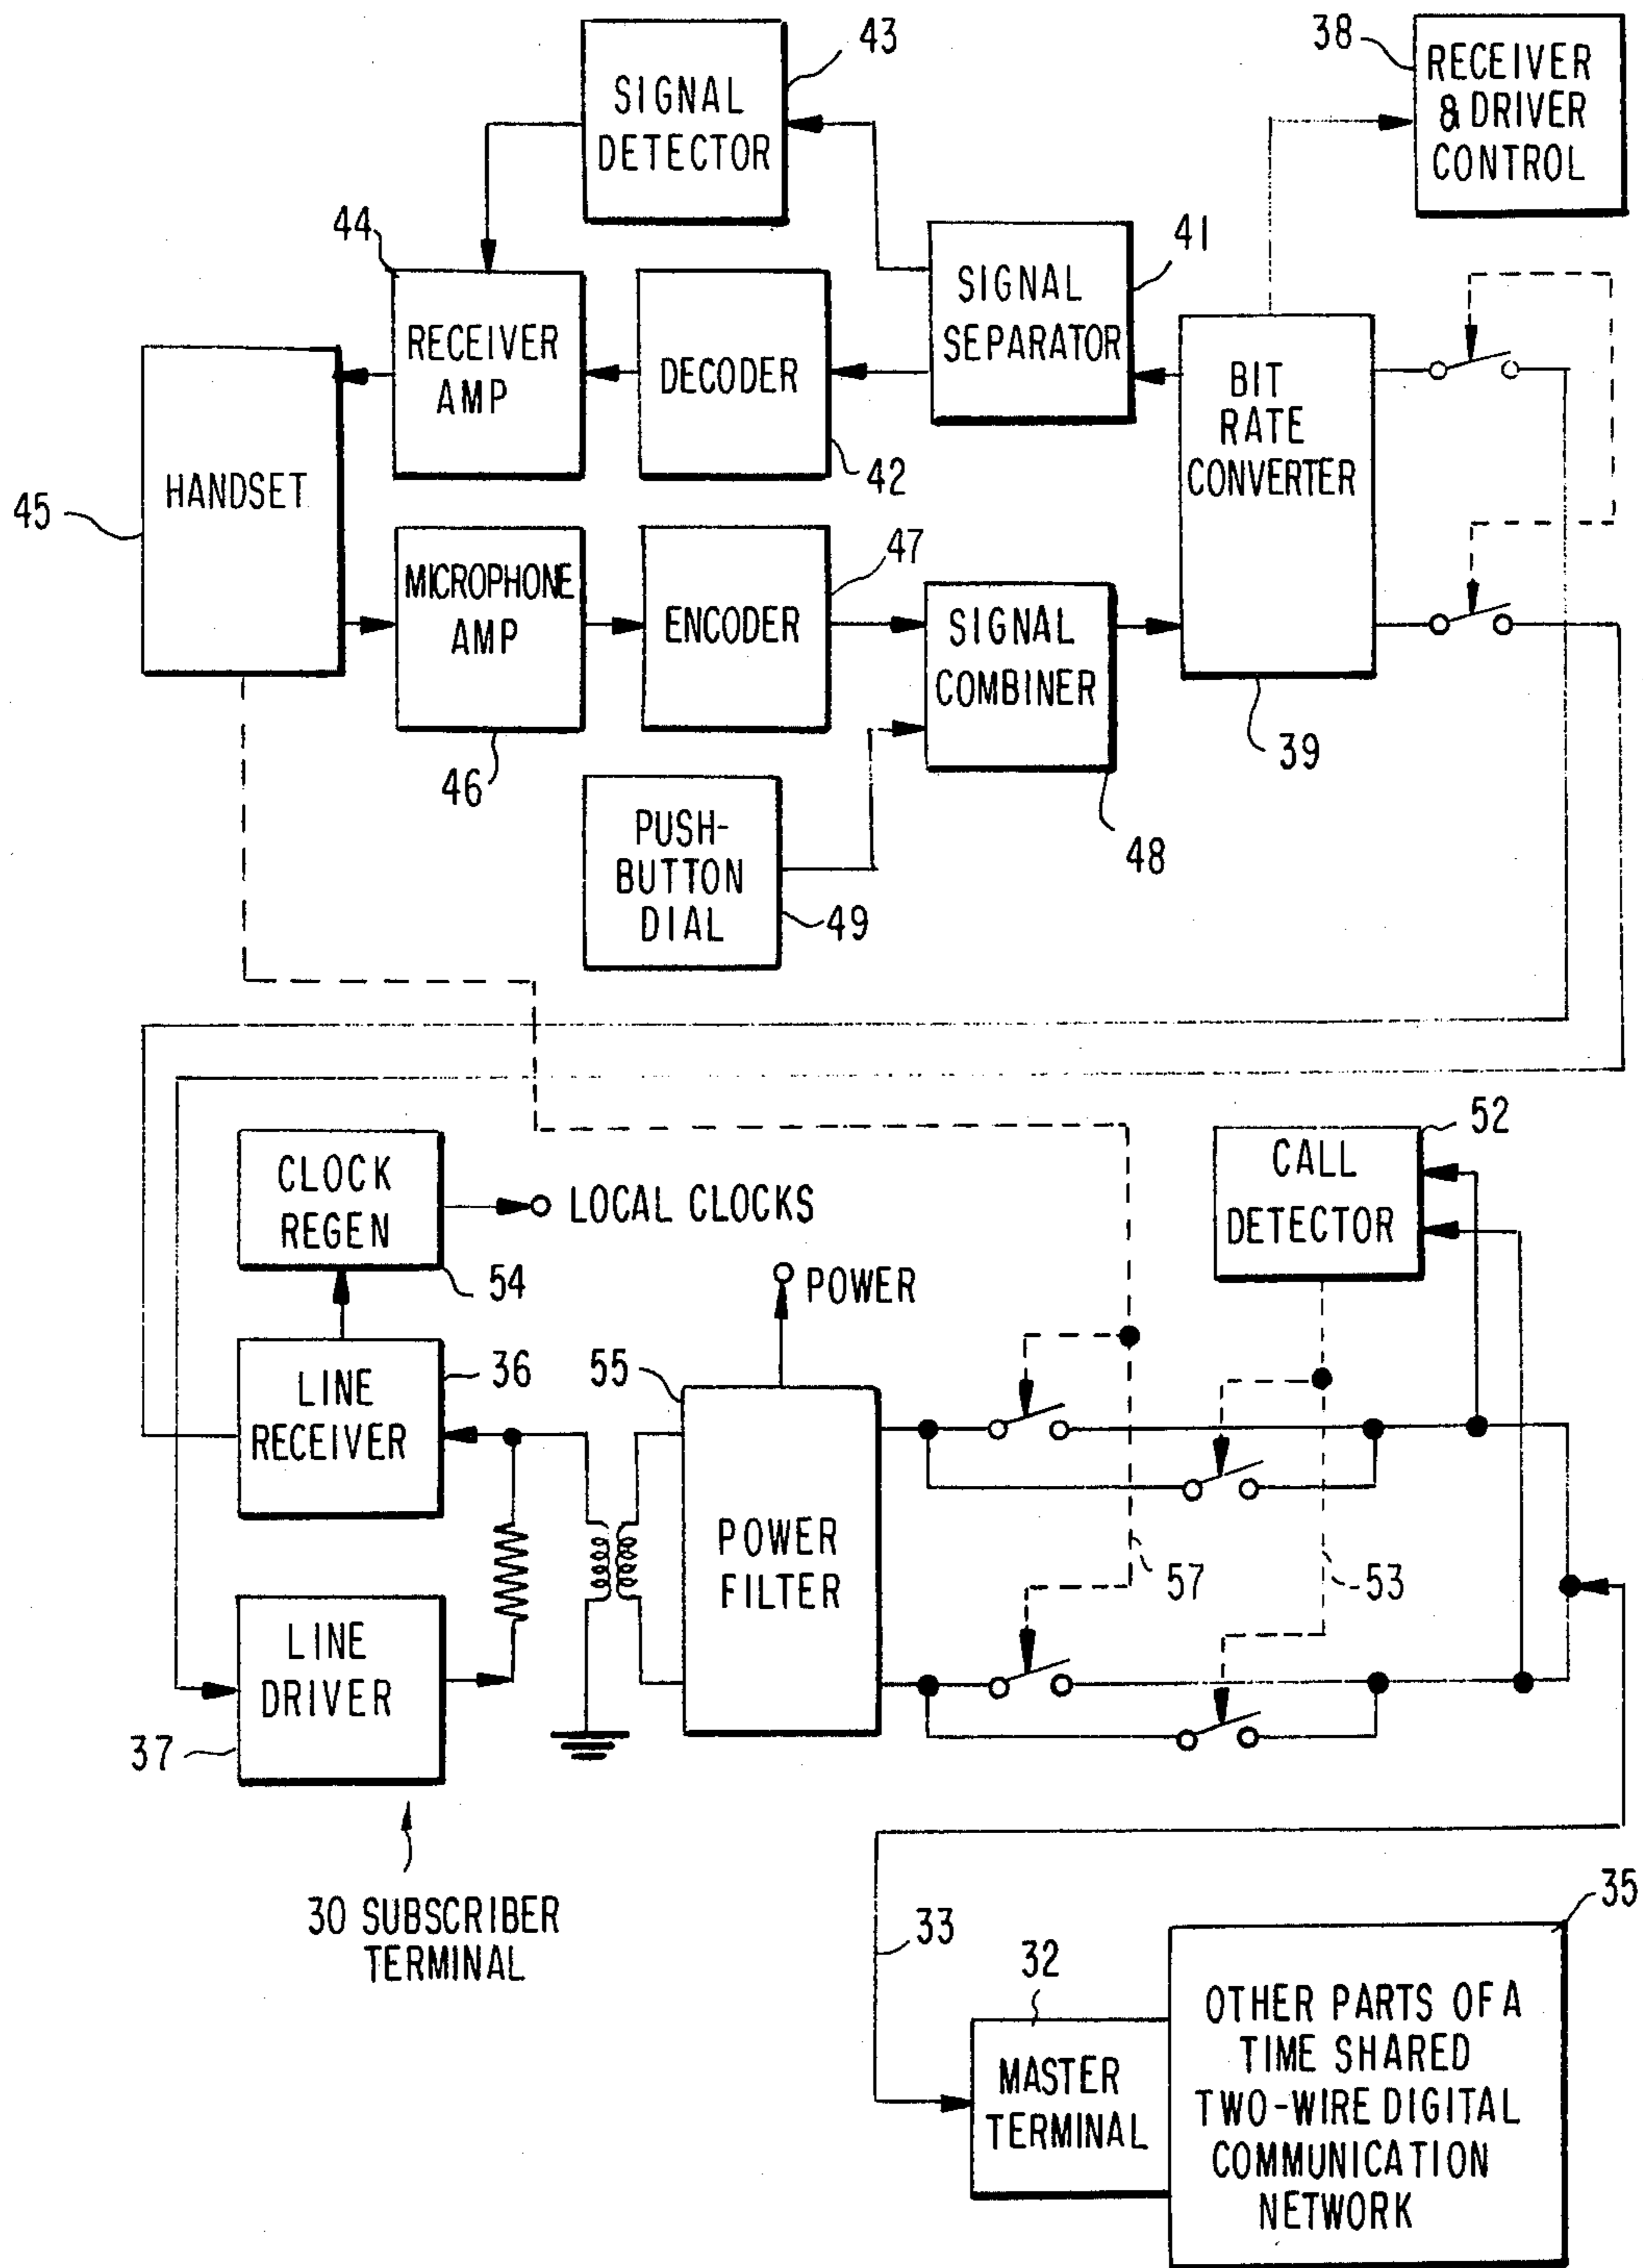 43
SIGNAL
DETECTOR
38
RECEIVER
& DRIVER
CONTROL
44
RECEIVER
AMP
DECODER
42
41
SIGNAL
SEPARATOR
BIT
RATE
CONVERTER
39
45
HANDSET
MICROPHONE
AMP
46
47
ENCODER
SIGNAL
COMBINER
48
PUSH-
BUTTON
DIAL
49
CLOCK
REGEN
54
LOCAL CLOCKS
52
CALL
DETECTOR
POWER
LINE
RECEIVER
36
55
POWER
FILTER
57
53
LINE
DRIVER
37
30 SUBSCRIBER
TERMINAL
33
32
MASTER
TERMINAL
35
OTHER PARTS OF A
TIME SHARED
TWO-WIRE DIGITAL
COMMUNICATION
NETWORK